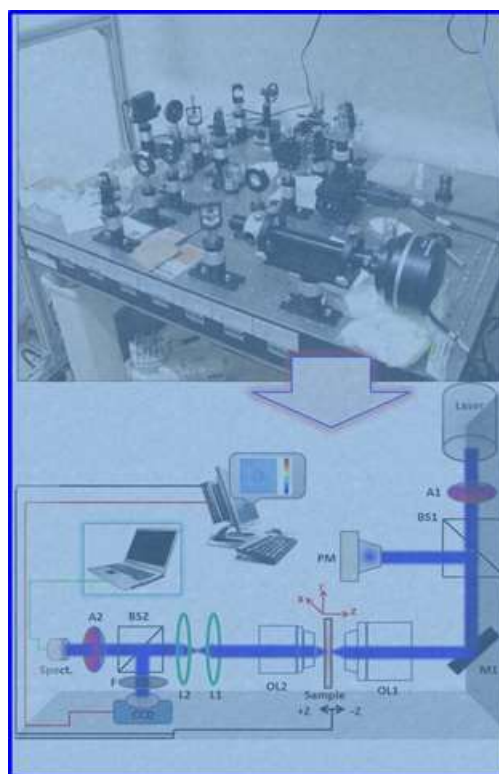 Laser
A1
BS1
PM
Y
X
Z
A2
BS2
Spect.
F
CCD
L2
L1
OL2
Sample
OL1
M1
+Z
-Z